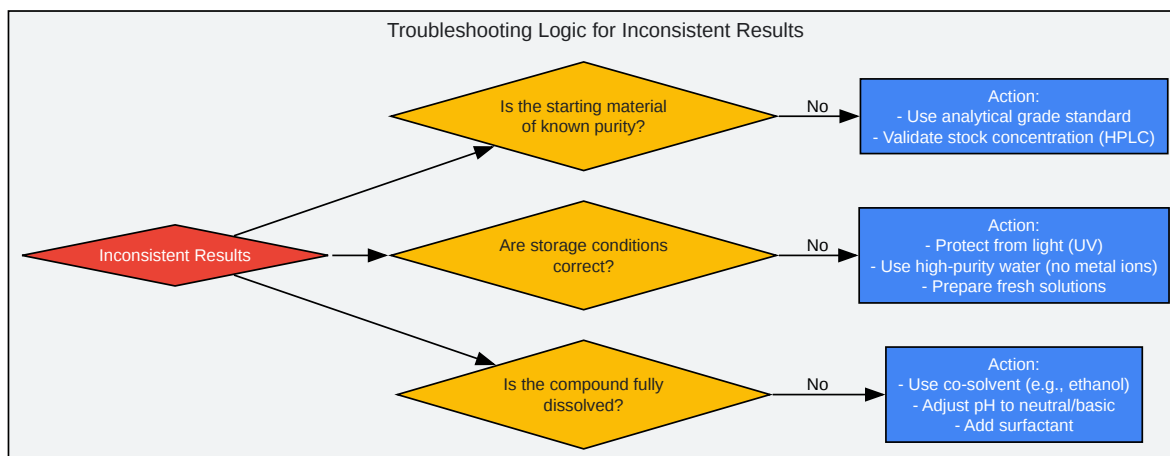 Troubleshooting Logic for Inconsistent Results
Is the starting material
of known purity?
No
Action:
- Use analytical grade standard
- Validate stock concentration (HPLC)
Inconsistent Results
Are storage conditions
correct?
No
Action:
- Protect from light (UV)
- Use high-purity water (no metal ions)
- Prepare fresh solutions
Is the compound fully
dissolved?
No
Action:
- Use co-solvent (e.g., ethanol)
- Adjust pH to neutral/basic
- Add surfactant